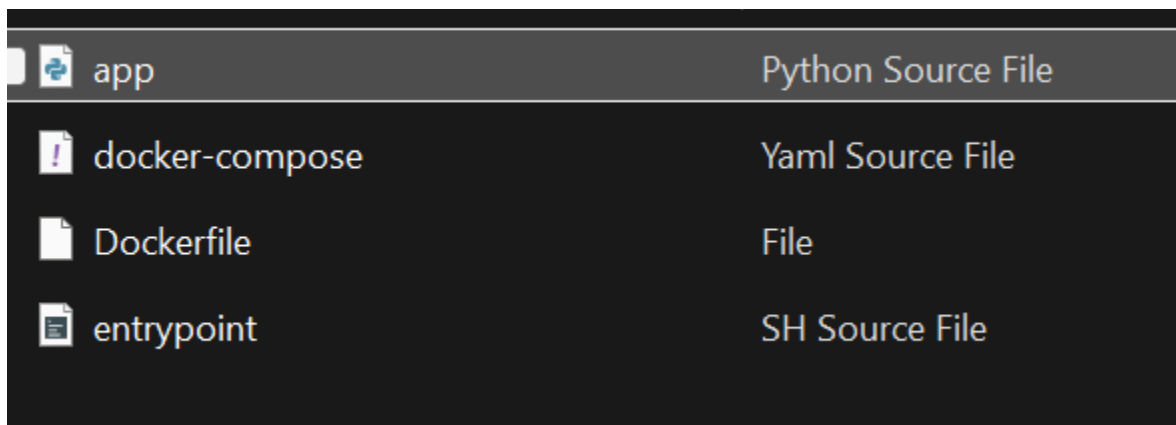 app Python Source File
docker-compose Yaml Source File
Dockerfile File
entrypoint SH Source File